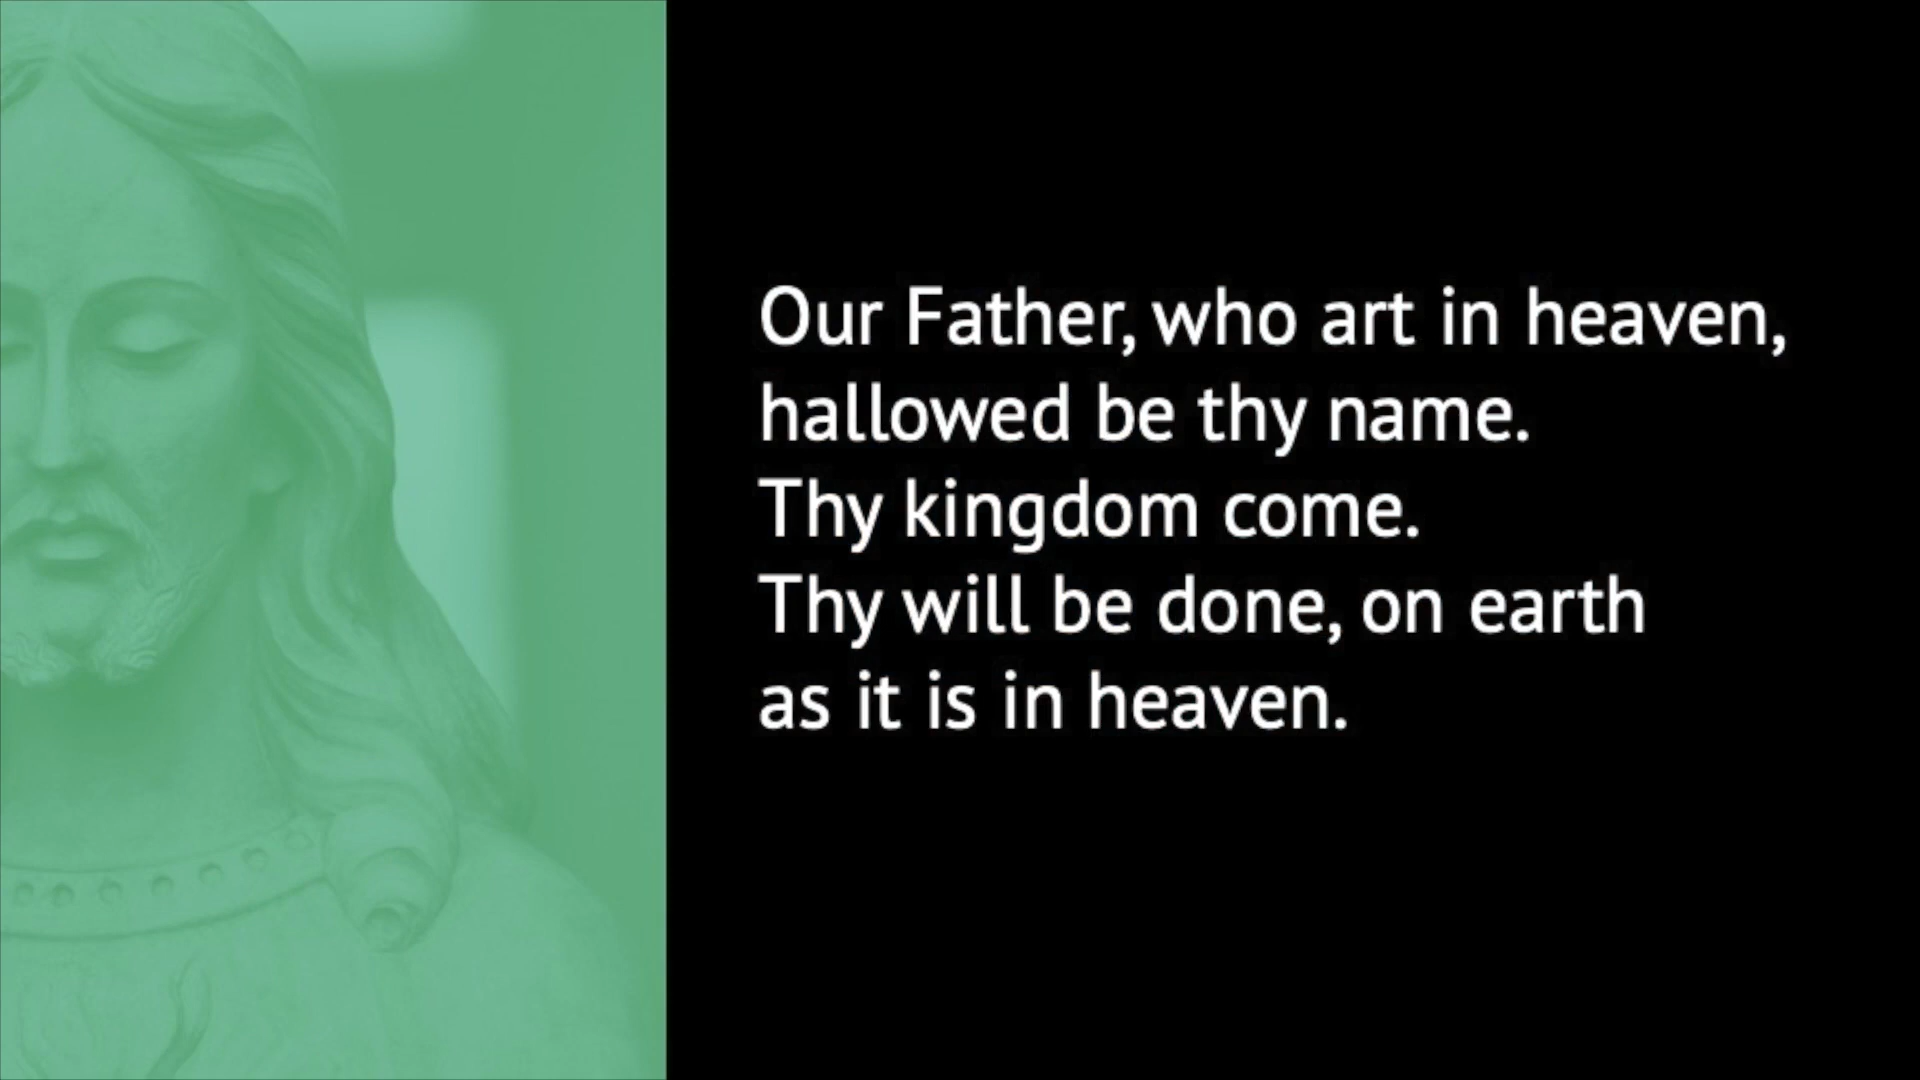 Our Father, who art in heaven,
hallowed be thy name.
Thy kingdom come.
Thy will be done, on earth
as it is in heaven.